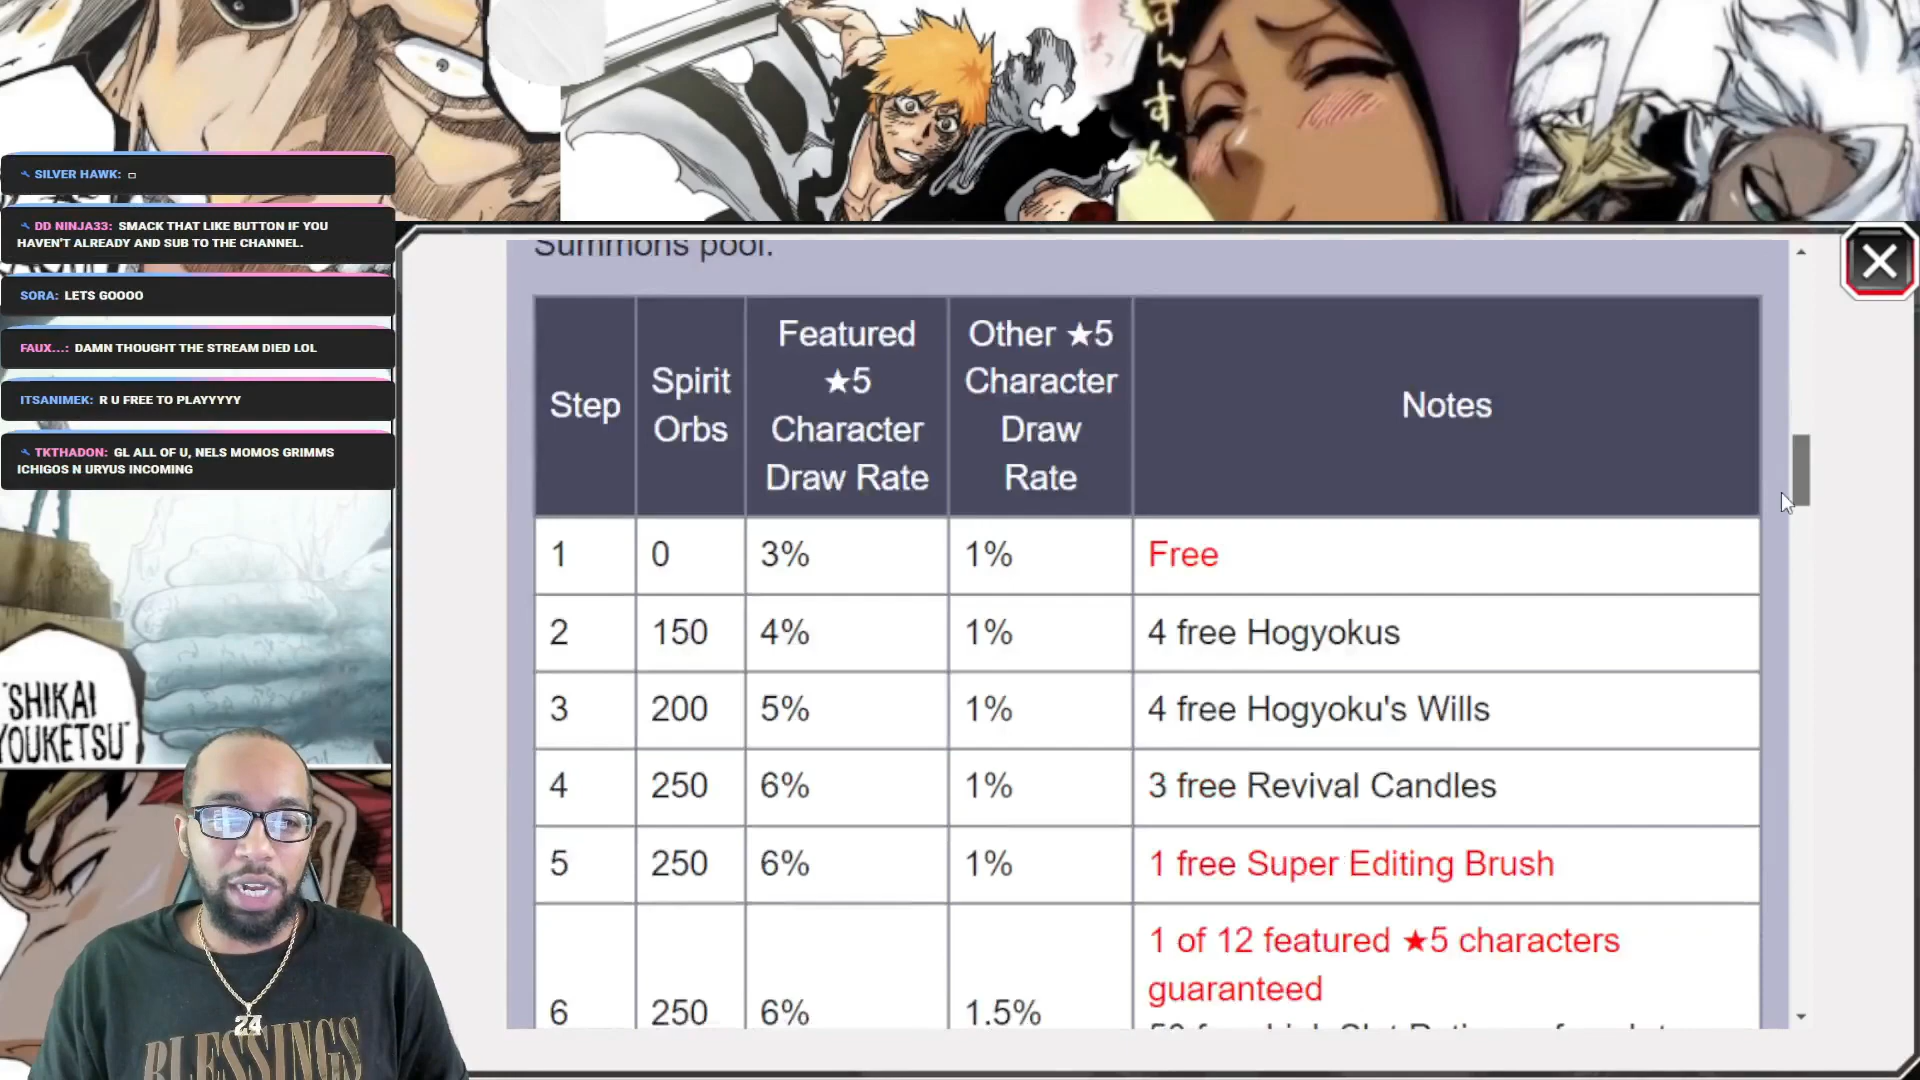 すんすん
SILVER HAWK:
DD NINJA33: SMACK THAT LIKE BUTTON IF YOU
HAVEN'T ALREADY AND SUB TO THE CHANNEL.
SORA: LETS GOOOO
FAUX...: DAMN THOUGHT THE STREAM DIED LOL
ITSANIMEK: R U FREE TO PLAYYYYY
TKTHADON: GL ALL OF U, NELS MOMOS GRIMMS
ICHIGOS N URYUS INCOMING
"SHIKAI
YOUKETSU"
24
BLESSINGS
Summons pool.
Step Spirit Orbs Featured ★5 Character Draw Rate Other ★5 Character Draw Rate Notes
1 0 3% 1% Free
2 150 4% 1% 4 free Hogyokus
3 200 5% 1% 4 free Hogyoku's Wills
4 250 6% 1% 3 free Revival Candles
5 250 6% 1% 1 free Super Editing Brush
6 250 6% 1.5% 1 of 12 featured ★5 characters
guaranteed